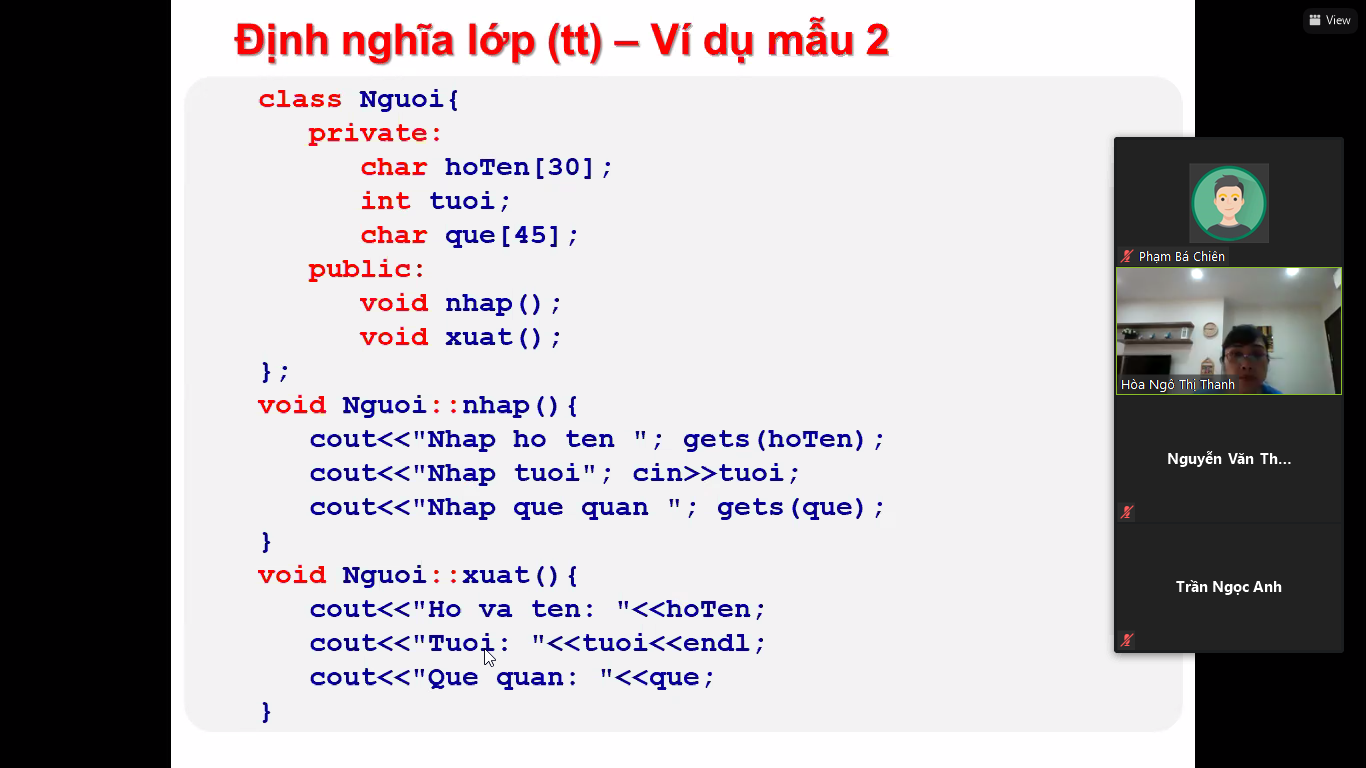 Định nghĩa lớp (tt) – Ví dụ mẫu 2
class Nguoi{
private:
char hoTen[30];
int tuoi;
char que[45];
public:
void nhap();
void xuat();
};
void Nguoi::nhap(){
cout<<"Nhap ho ten "; gets(hoTen);
cout<<"Nhap tuoi"; cin>>tuoi;
cout<<"Nhap que quan "; gets(que);
}
void Nguoi::xuat(){
cout<<"Ho va ten: "<<hoTen;
cout<<"Tuoi: "<<tuoi<<endl;
cout<<"Que quan: "<<que;
}
View
Phạm Bá Chiên
Hòa Ngô Thị Thanh
Nguyễn Văn Th...
Trần Ngọc Anh